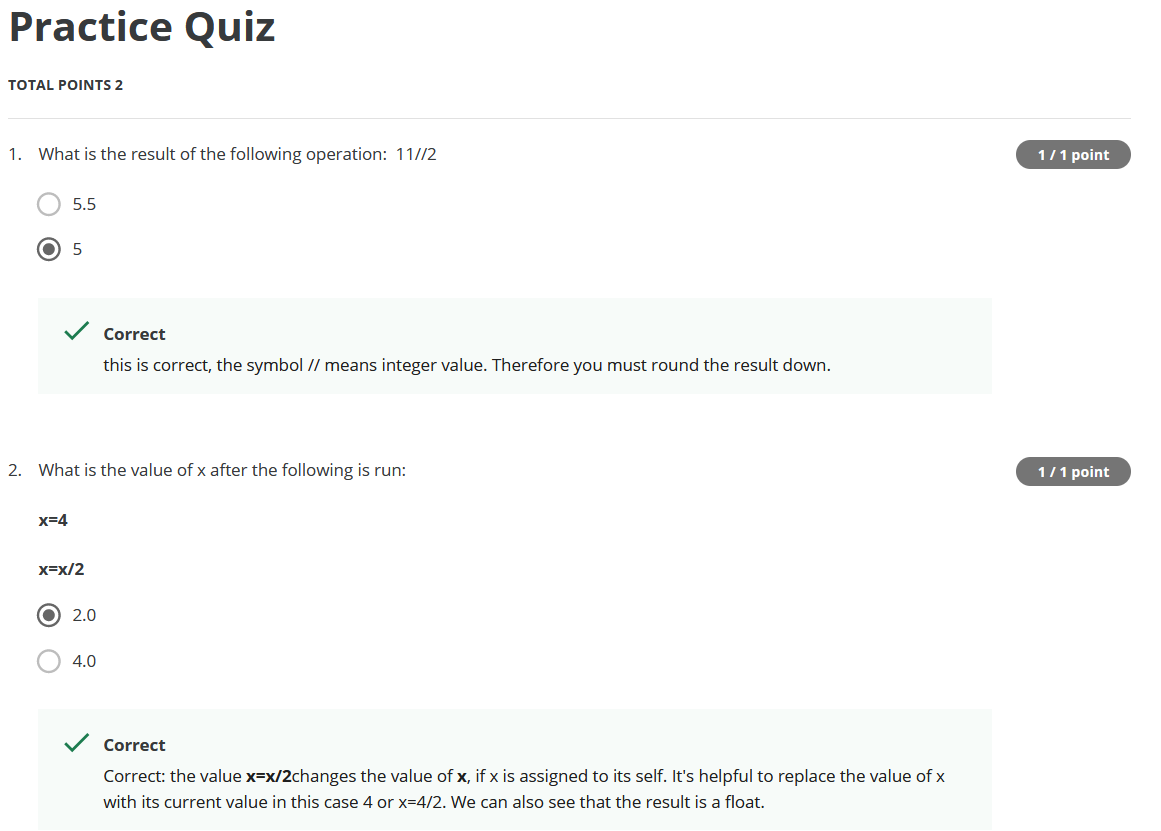 Practice Quiz
TOTAL POINTS 2
1. What is the result of the following operation: 11//2
1 / 1 point
5.5
5
Correct
this is correct, the symbol // means integer value. Therefore you must round the result down.
2. What is the value of x after the following is run:
1 / 1 point
x=4
x=x/2
2.0
4.0
Correct
Correct: the value x=x/2changes the value of x, if x is assigned to its self. It's helpful to replace the value of x
with its current value in this case 4 or x=4/2. We can also see that the result is a float.